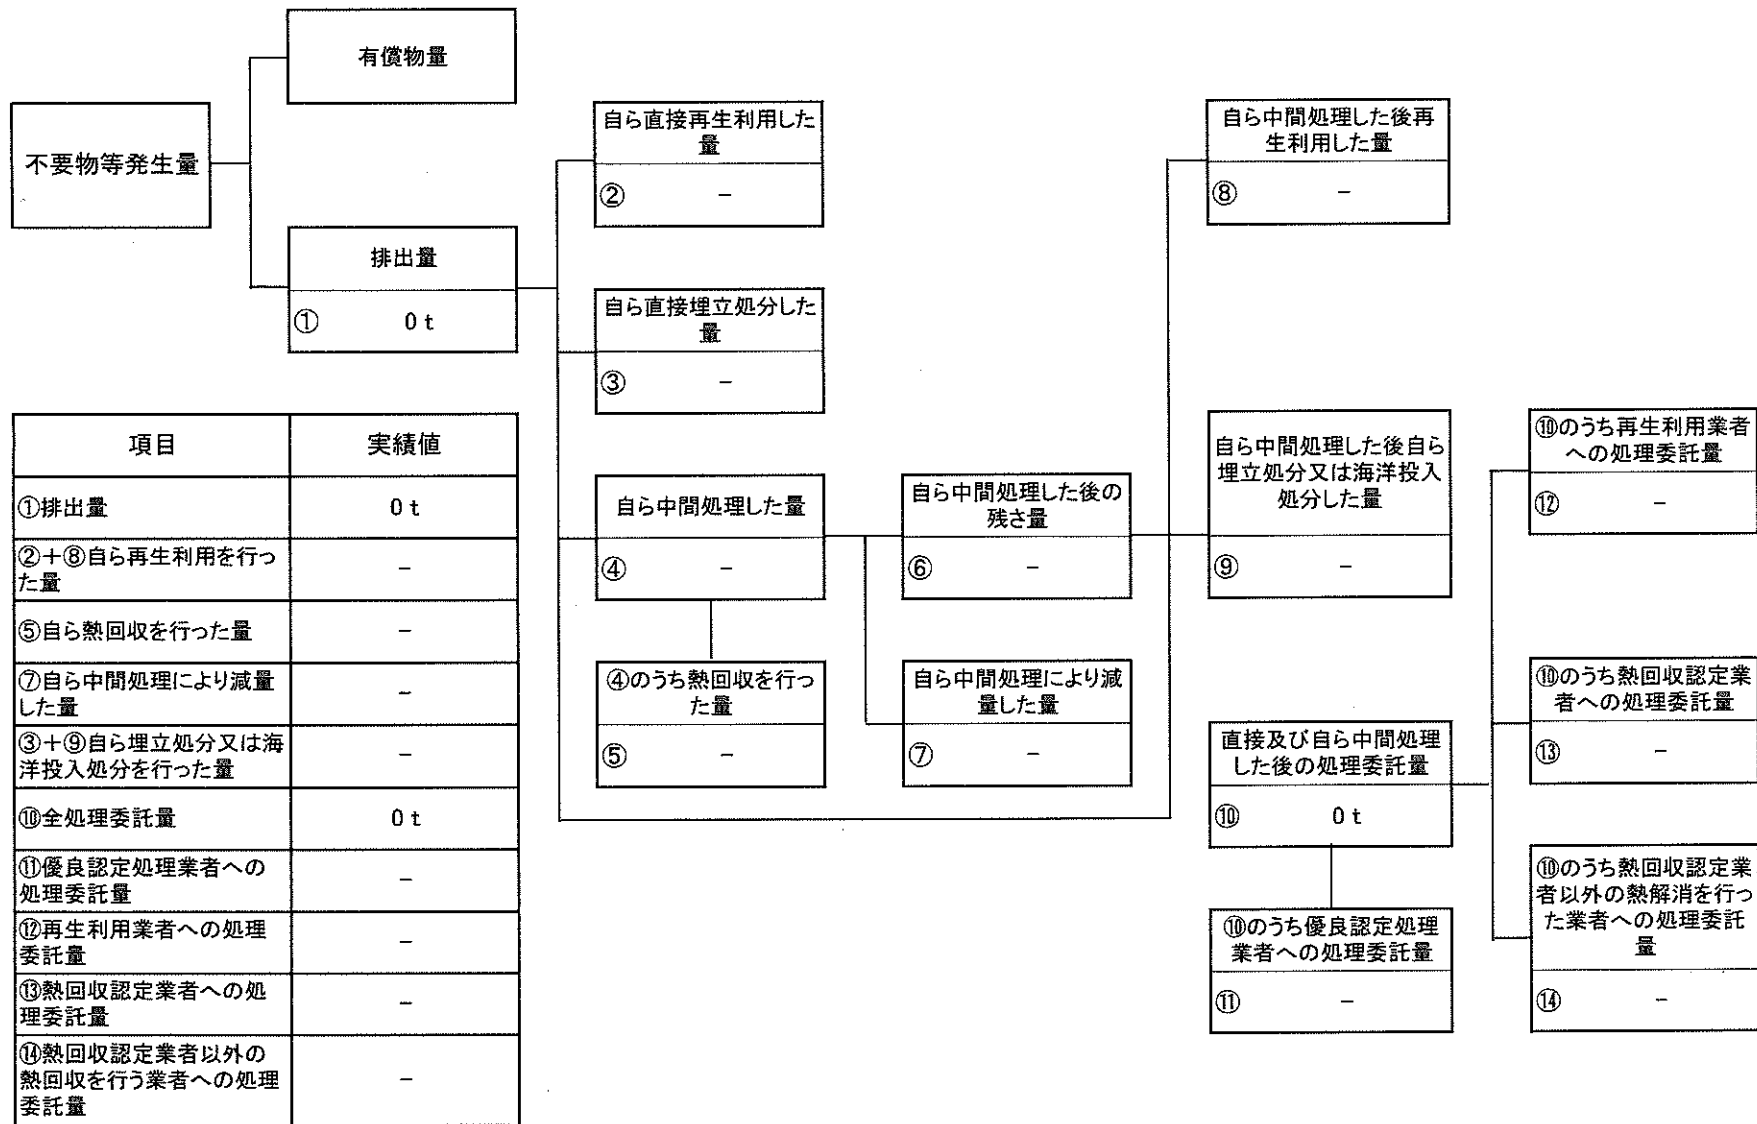 有償物量
不要物等発生量
排出量
① 0 t
自ら直接再生利用した
量
② −
自ら直接埋立処分した
量
③ −
自ら中間処理した量
④ −
④のうち熱回収を行っ
た量
⑤ −
自ら中間処理した後の
残さ量
⑥ −
自ら中間処理により減
量した量
⑦ −
自ら中間処理した後再
生利用した量
⑧ −
自ら中間処理した後自ら
埋立処分又は海洋投入
処分した量
⑨ −
直接及び自ら中間処理
した後の処理委託量
⑩ 0 t
⑩のうち優良認定処理
業者への処理委託量
⑪ −
⑩のうち再生利用業者
への処理委託量
⑫ −
⑩のうち熱回収認定業
者への処理委託量
⑬ −
⑩のうち熱回収認定業
者以外の熱解消を行っ
た業者への処理委託
量
⑭ −
項目 実績値
①排出量 0 t
②＋⑧自ら再生利用を行っ
た量 −
⑤自ら熱回収を行った量 −
⑦自ら中間処理により減量
した量 −
③＋⑨自ら埋立処分又は海
洋投入処分を行った量 −
⑩全処理委託量 0 t
⑪優良認定処理業者への
処理委託量 −
⑫再生利用業者への処理
委託量 −
⑬熱回収認定業者への処
理委託量 −
⑭熱回収認定業者以外の
熱回収を行う業者への処理
委託量 −